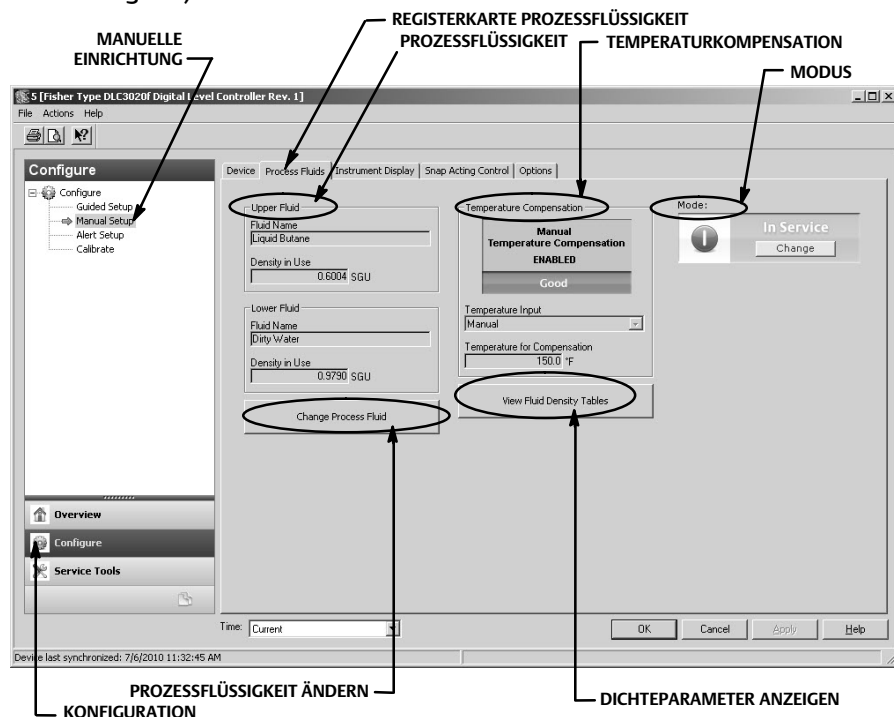 REGISTERKARTE PROZESSFLÜSSIGKEIT
MANUELLE
EINRICHTUNG
PROZESSFLÜSSIGKEIT
TEMPERATURKOMPENSATION
MODUS
5 [Fisher Type DLC3020f Digital Level Controller Rev. 1]
File Actions Help
Configure
Configure
Guided Setup
Manual Setup
Alert Setup
Calibrate
Device Process Fluids Instrument Display Snap Acting Control Options
Upper Fluid
Fluid Name
Liquid Butane
Density in Use
0.6004 SGU
Lower Fluid
Fluid Name
Dirty Water
Density in Use
0.9790 SGU
Change Process Fluid
Temperature Compensation
Manual
Temperature Compensation
ENABLED
Good
Temperature Input
Manual
Temperature for Compensation
150.0 °F
View Fluid Density Tables
Mode:
In Service
Change
Overview
Configure
Service Tools
Time: Current
OK Cancel Apply Help
Device last synchronized: 7/6/2010 11:32:45 AM
PROZESSFLÜSSIGKEIT ÄNDERN
DICHTEPARAMETER ANZEIGEN
KONFIGURATION